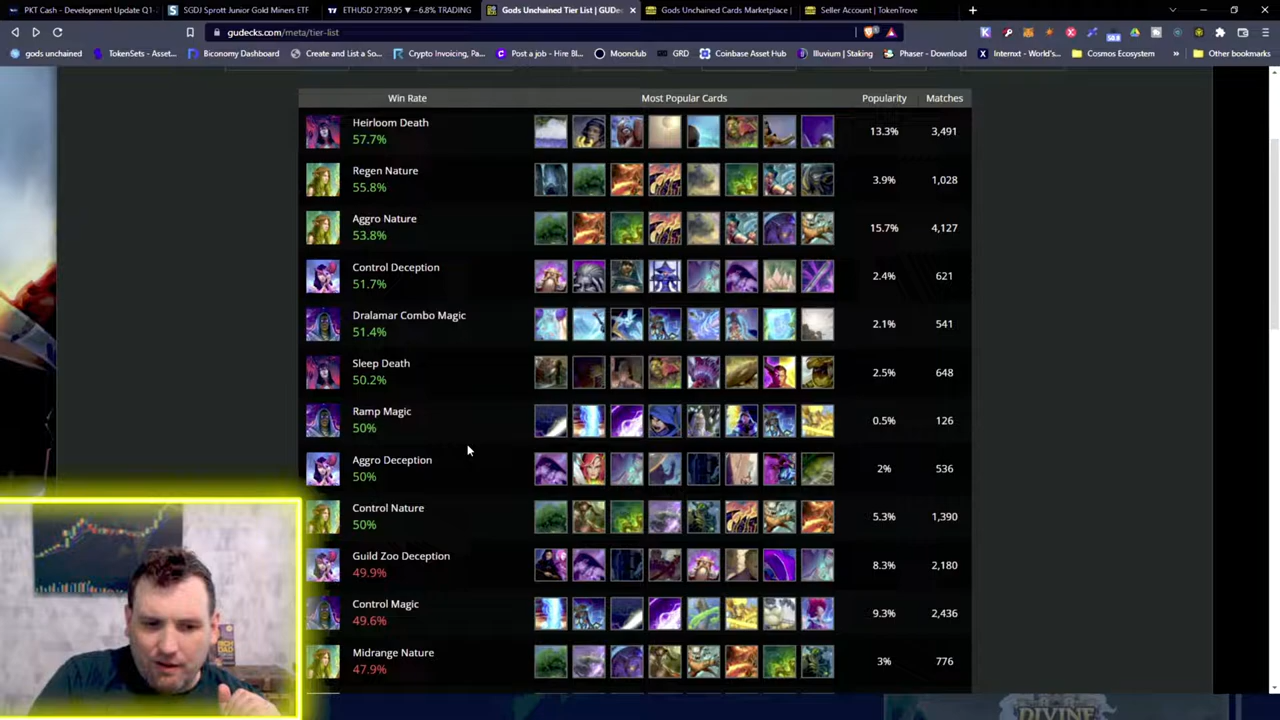 PKT Cash - Development Update Q1-
SGDJ Sprott Junior Gold Miners ETF
ETHUSD 2739.95 ▼ −6.8% TRADING
Gods Unchained Tier List | GUDec
Gods Unchained Cards Marketplace |
Seller Account | TokenTrove
gudecks.com/meta/tier-list
gods unchained
TokenSets - Asset...
Biconomy Dashboard
Create and List a So...
Crypto Invoicing, Pa...
Post a job - Hire Bl...
Moonclub
GRD
Coinbase Asset Hub
Illuvium | Staking
Phaser - Download
Internxt - World's...
Cosmos Ecosystem
»
Other bookmarks
Win Rate Most Popular Cards Popularity Matches
Heirloom Death
57.7% 13.3% 3,491
Regen Nature
55.8% 3.9% 1,028
Aggro Nature
53.8% 15.7% 4,127
Control Deception
51.7% 2.4% 621
Dralamar Combo Magic
51.4% 2.1% 541
Sleep Death
50.2% 2.5% 648
Ramp Magic
50% 0.5% 126
Aggro Deception
50% 2% 536
Control Nature
50% 5.3% 1,390
Guild Zoo Deception
49.9% 8.3% 2,180
Control Magic
49.6% 9.3% 2,436
Midrange Nature
47.9% 3% 776
DIVINE